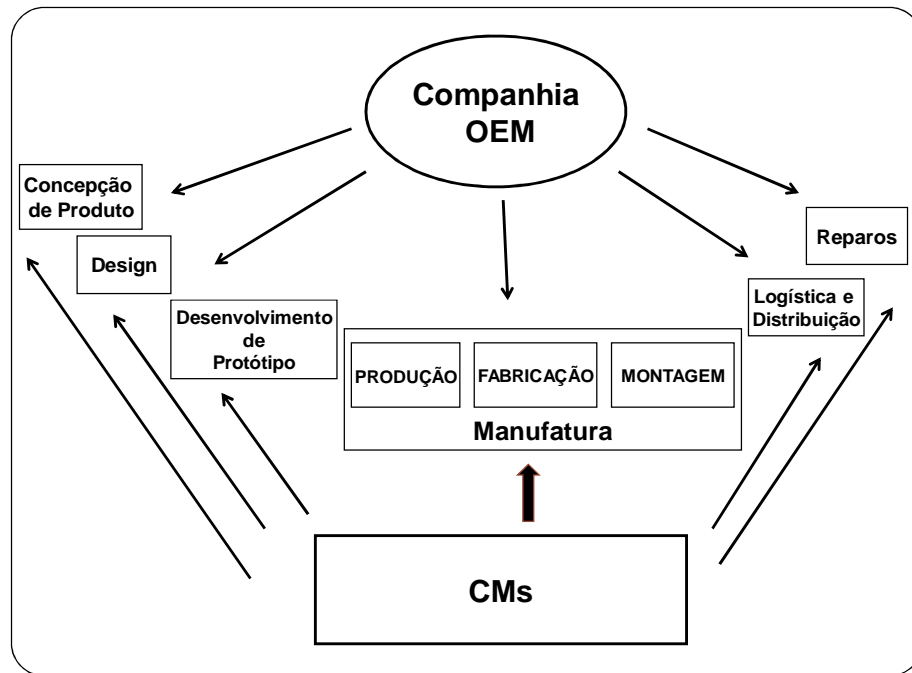 Companhia
OEM
Concepção
de Produto
Design
Desenvolvimento
de
Protótipo
Reparos
Logística e
Distribuição
PRODUÇÃO
FABRICAÇÃO
MONTAGEM
Manufatura
CMs